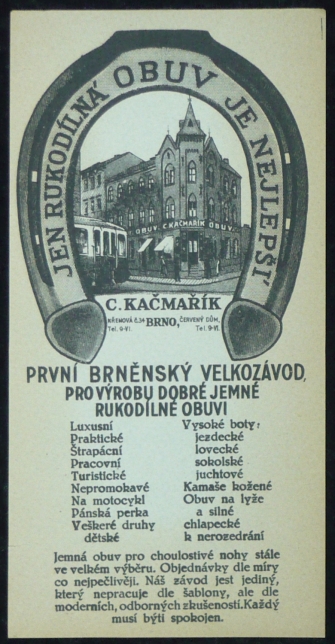 JEN RUKODÍLNÁ OBUV JE NEJLEPŠÍ
OBUV. C. KAČMAŘÍK OBUV.
C. KAČMAŘÍK
BRNO, ČERVENÝ DŮM,
PRVNÍ BRNĚNSKÝ VELKOZÁVOD,
PRO VÝROBU DOBRÉ JEMNÉ
RUKODÍLNÉ OBUVI
Luxusní
Praktické
Štrapácní
Pracovní
Turistické
Nepromokavé
Na motocykl
Pánská perka
Veškeré druhy
dětské
Vysoké boty:
jezdecké
lovecké
sokolské
juchtové
Kamaše kožené
Obuv na lyže
a silné
chlapecké
k nerozedrání
Jemná obuv pro choulostivé nohy stále
ve velkém výběru. Objednávky dle míry
co nejpečlivěji. Náš závod jest jediný,
který nepracuje dle šablony, ale dle
moderních, odborných zkušeností. Každý
musí býti spokojen.